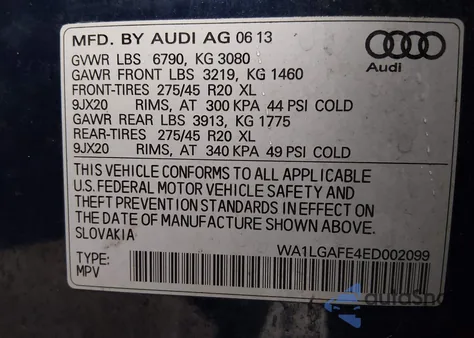 MFD. BY AUDI AG 06 13
GVWR LBS 6790, KG 3080
GAWR FRONT LBS 3219, KG 1460
FRONT-TIRES 275/45 R20 XL
9JX20 RIMS, AT 300 KPA 44 PSI COLD
GAWR REAR LBS 3913, KG 1775
REAR-TIRES 275/45 R20 XL
9JX20 RIMS, AT 340 KPA 49 PSI COLD
Audi
THIS VEHICLE CONFORMS TO ALL APPLICABLE
U.S. FEDERAL MOTOR VEHICLE SAFETY AND
THEFT PREVENTION STANDARDS IN EFFECT ON
THE DATE OF MANUFACTURE SHOWN ABOVE.
SLOVAKIA
WA1LGAFE4ED002099
TYPE:
MPV